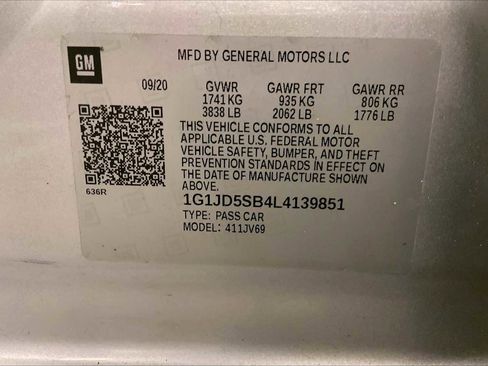 GM
MFD BY GENERAL MOTORS LLC
09/20 GVWR GAWR FRT GAWR RR
1741 KG 935 KG 806 KG
3838 LB 2062 LB 1776 LB
THIS VEHICLE CONFORMS TO ALL
APPLICABLE U.S. FEDERAL MOTOR
VEHICLE SAFETY, BUMPER, AND THEFT
PREVENTION STANDARDS IN EFFECT ON
THE DATE OF MANUFACTURE SHOWN
ABOVE.
636R
1G1JD5SB4L4139851
TYPE: PASS CAR
MODEL: 411JV69